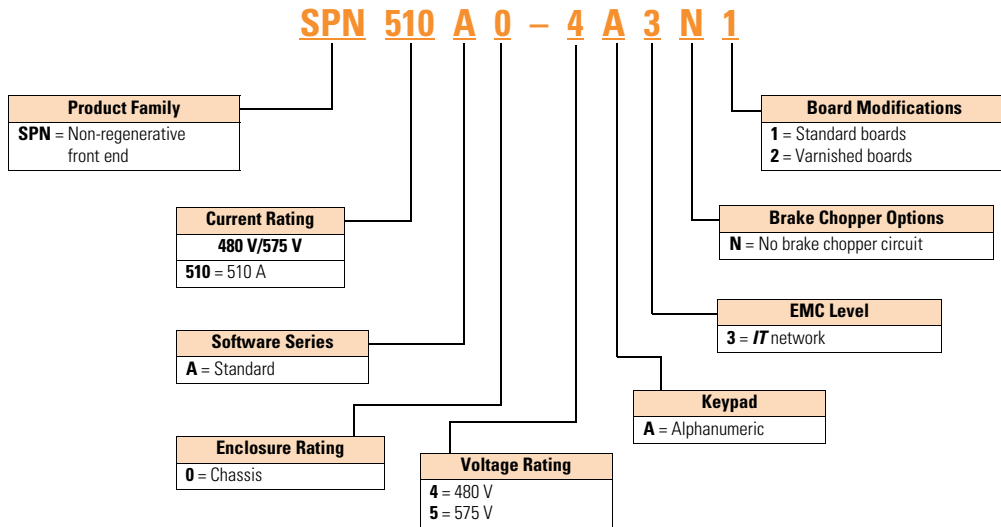 SPN 510 A 0 – 4 A 3 N 1
Product Family
SPN = Non-regenerative
front end
Board Modifications
1 = Standard boards
2 = Varnished boards
Current Rating
480 V/575 V
510 = 510 A
Brake Chopper Options
N = No brake chopper circuit
EMC Level
3 = IT network
Software Series
A = Standard
Keypad
A = Alphanumeric
Enclosure Rating
0 = Chassis
Voltage Rating
4 = 480 V
5 = 575 V